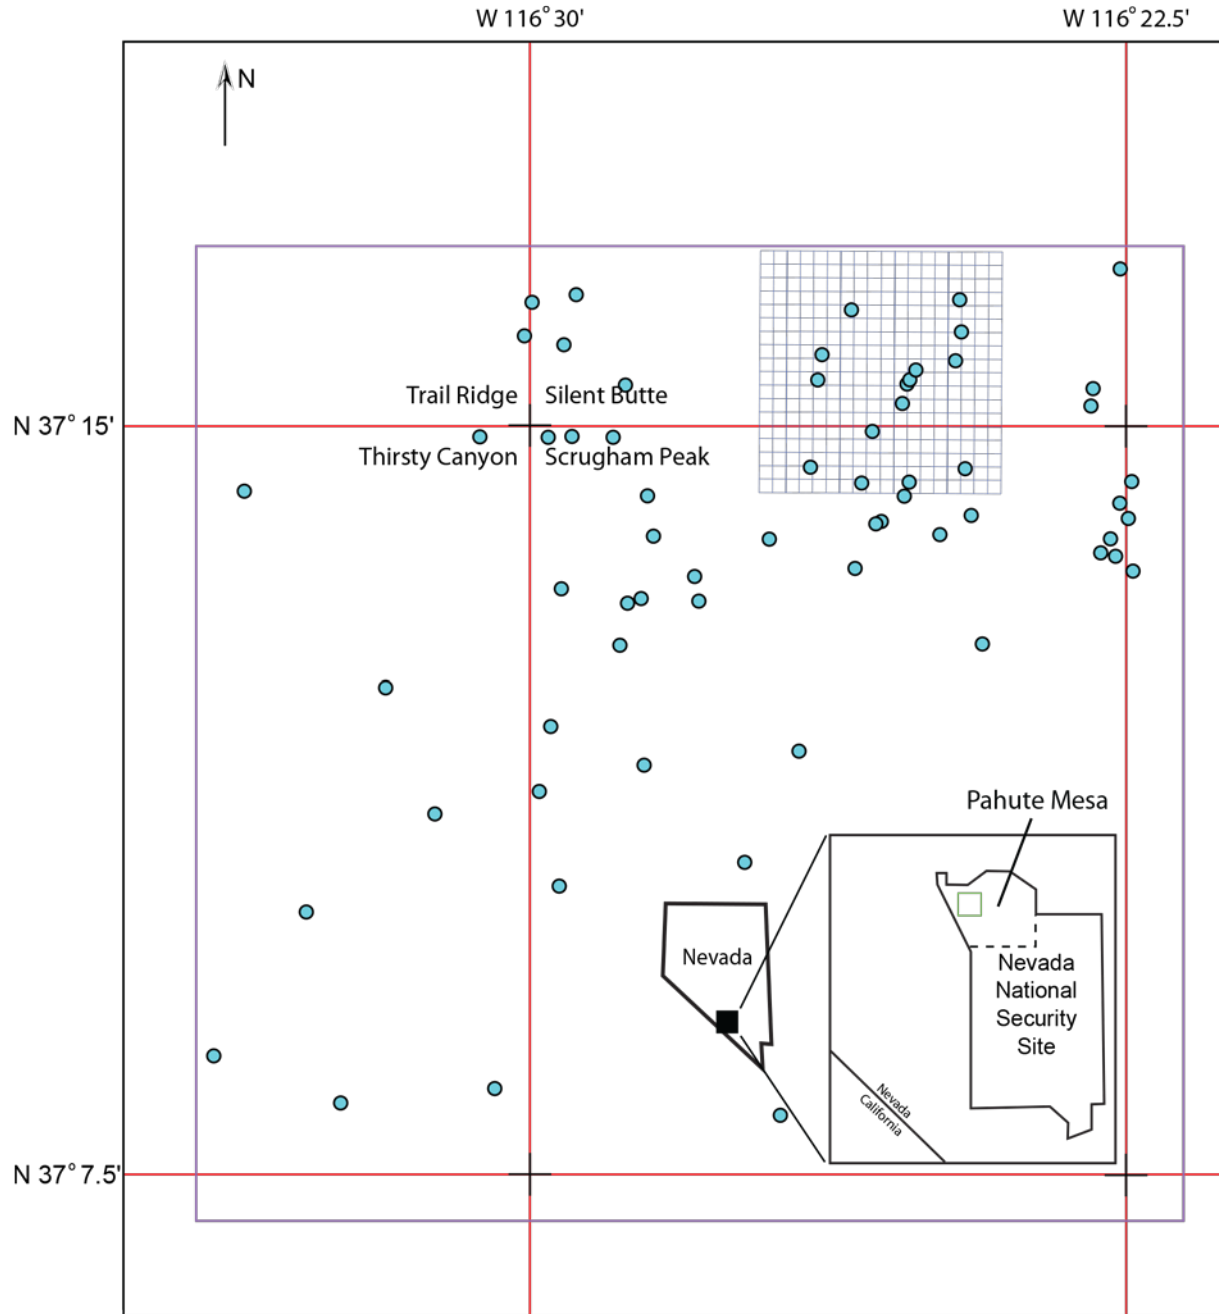 W 116° 30'
W 116° 22.5'
N
Trail Ridge
Silent Butte
N 37° 15'
Thirsty Canyon
Scrugham Peak
Pahute Mesa
Nevada
Nevada
National
Security
Site
Nevada
California
N 37° 7.5'